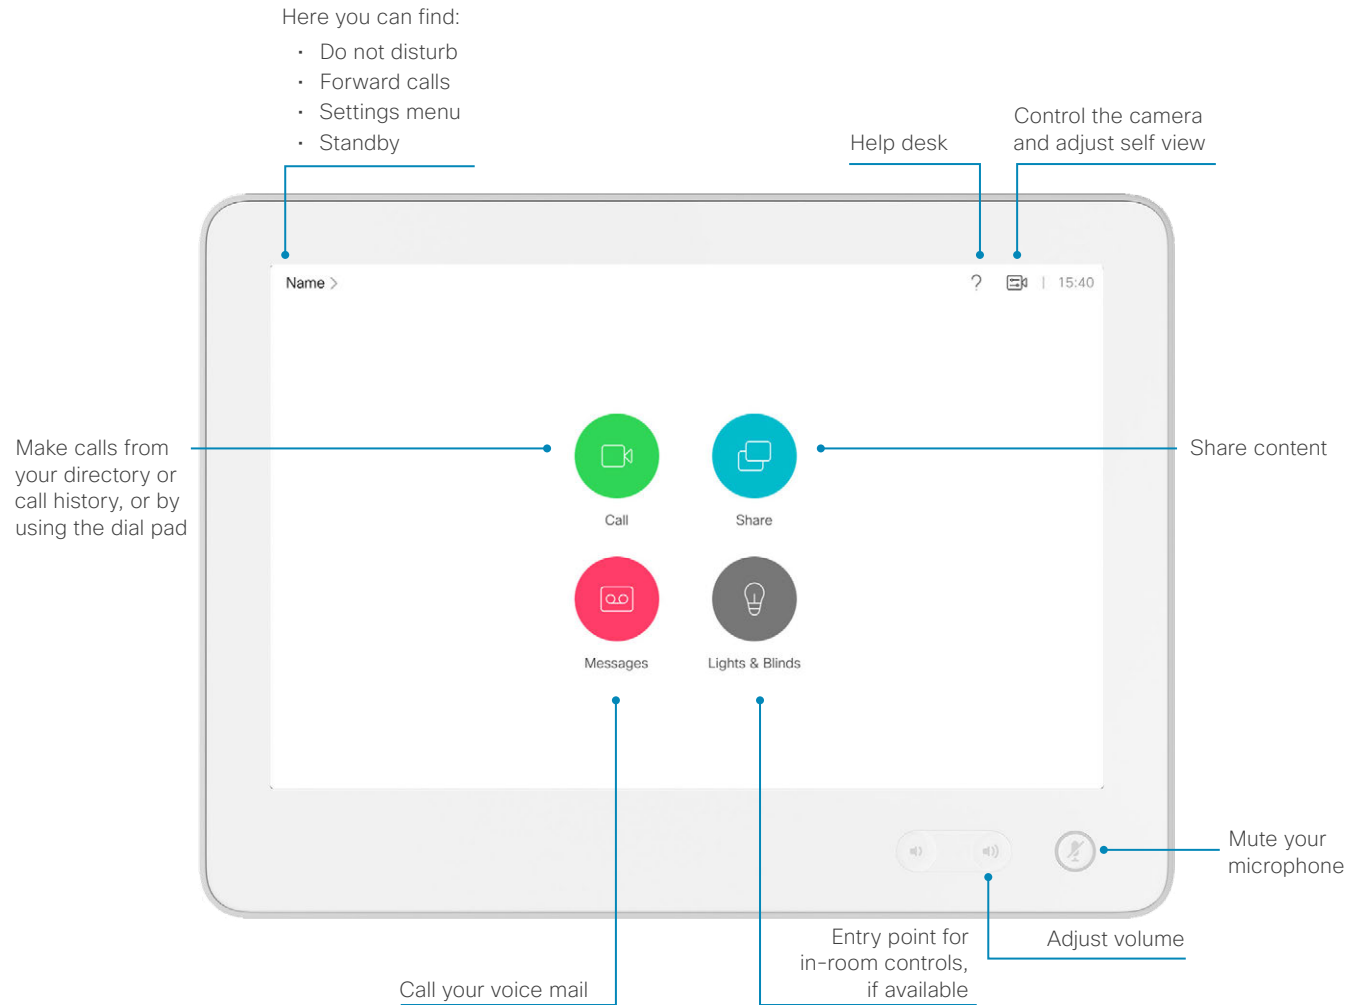 Here you can find:
· Do not disturb
· Forward calls
· Settings menu
· Standby
Help desk
Control the camera
and adjust self view
Name >
?
15:40
Make calls from
your directory or
call history, or by
using the dial pad
Share content
Call
Share
Messages
Lights & Blinds
Mute your
microphone
Adjust volume
Entry point for
in-room controls,
if available
Call your voice mail